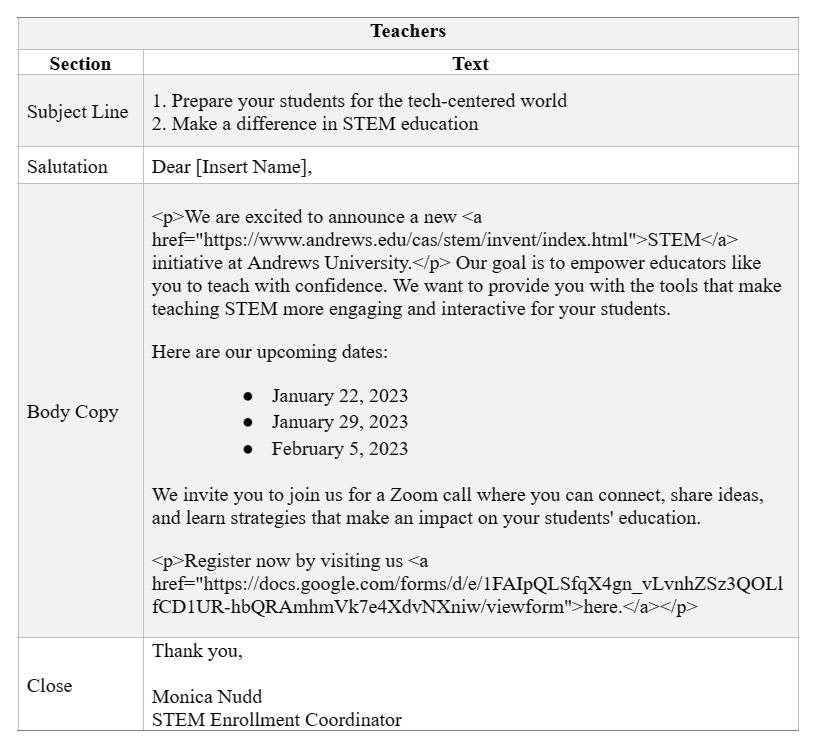 Teachers
Section Text
Subject Line
1. Prepare your students for the tech-centered world
2. Make a difference in STEM education
Salutation
Dear [Insert Name],
Body Copy
<p>We are excited to announce a new <a
href="https://www.andrews.edu/cas/stem/invent/index.html">STEM</a>
initiative at Andrews University.</p> Our goal is to empower educators like
you to teach with confidence. We want to provide you with the tools that make
teaching STEM more engaging and interactive for your students.
Here are our upcoming dates:
● January 22, 2023
● January 29, 2023
● February 5, 2023
We invite you to join us for a Zoom call where you can connect, share ideas,
and learn strategies that make an impact on your students' education.
<p>Register now by visiting us <a
href="https://docs.google.com/forms/d/e/1FAIpQLSfqX4gn_vLvnhZSz3QOLl
fCD1UR-hbQRAmhmVk7e4XdvNXniw/viewform">here.</a></p>
Close
Thank you,
Monica Nudd
STEM Enrollment Coordinator